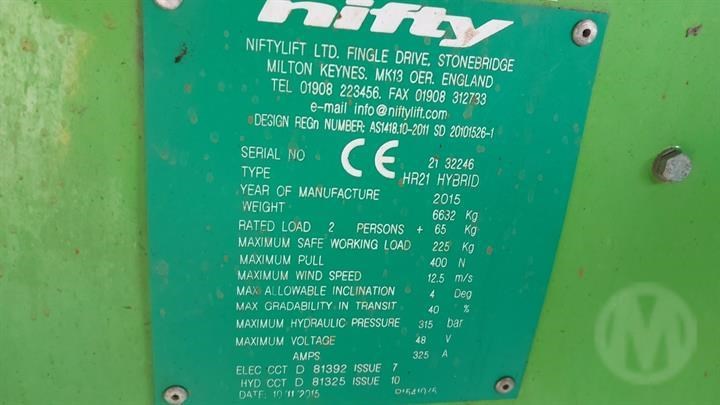 nifty
NIFTYLIFT LTD. FINGLE DRIVE, STONEBRIDGE
MILTON KEYNES. MK13 OER. ENGLAND
TEL 01908 223456. FAX 01908 312733
e-mail info@niftylift.com
DESIGN REGn NUMBER: AS1418.10-2011 SD 20101526-1
SERIAL NO CE 21 32246
TYPE HR21 HYBRID
YEAR OF MANUFACTURE 2015
WEIGHT 6632 Kg
RATED LOAD 2 PERSONS + 65 Kg
MAXIMUM SAFE WORKING LOAD 225 Kg
MAXIMUM PULL 400 N
MAXIMUM WIND SPEED 12.5 m/s
MAX ALLOWABLE INCLINATION 4 Deg
MAX GRADABILITY IN TRANSIT 40 %
MAXIMUM HYDRAULIC PRESSURE 315 bar
MAXIMUM VOLTAGE 48 V
AMPS 325 A
ELEC CCT D 81392 ISSUE 7
HYD CCT D 81325 ISSUE 10
DATE: 10/11/2015
M